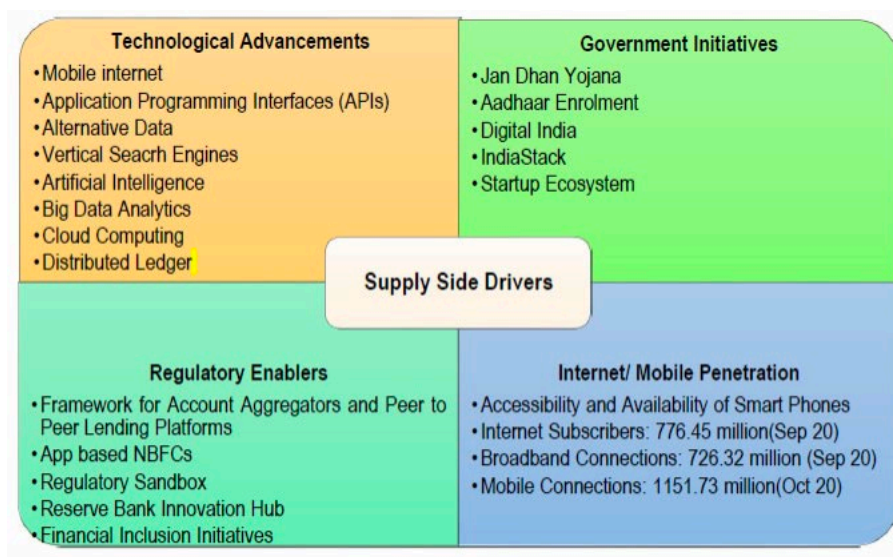 Technological Advancements
•Mobile internet
•Application Programming Interfaces (APIs)
•Alternative Data
•Vertical Seacrh Engines
•Artificial Intelligence
•Big Data Analytics
•Cloud Computing
•Distributed Ledger
Government Initiatives
•Jan Dhan Yojana
•Aadhaar Enrolment
•Digital India
•IndiaStack
•Startup Ecosystem
Supply Side Drivers
Regulatory Enablers
•Framework for Account Aggregators and Peer to
Peer Lending Platforms
•App based NBFCs
•Regulatory Sandbox
•Reserve Bank Innovation Hub
•Financial Inclusion Initiatives
Internet/ Mobile Penetration
•Accessibility and Availability of Smart Phones
•Internet Subscribers: 776.45 million(Sep 20)
•Broadband Connections: 726.32 million (Sep 20)
•Mobile Connections: 1151.73 million(Oct 20)